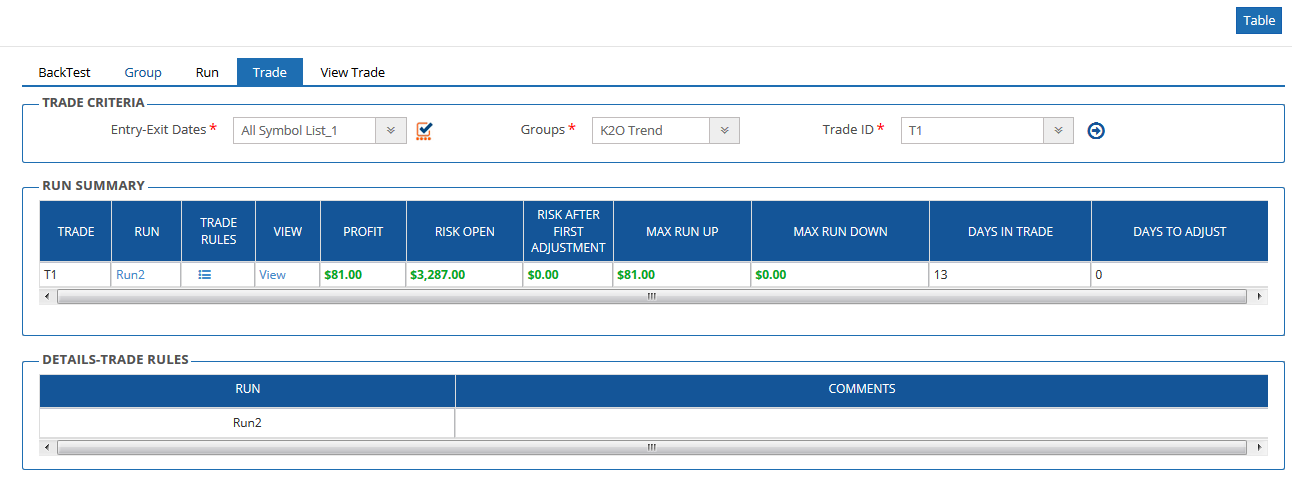 Table
BackTest Group Run Trade View Trade
TRADE CRITERIA
Entry-Exit Dates * All Symbol List_1 Groups * K2O Trend Trade ID * T1
RUN SUMMARY
TRADE RUN TRADE RULES VIEW PROFIT RISK OPEN RISK AFTER FIRST ADJUSTMENT MAX RUN UP MAX RUN DOWN DAYS IN TRADE DAYS TO ADJUST
T1 Run2 View $81.00 $3,287.00 $0.00 $81.00 $0.00 13 0
DETAILS-TRADE RULES
RUN COMMENTS
Run2